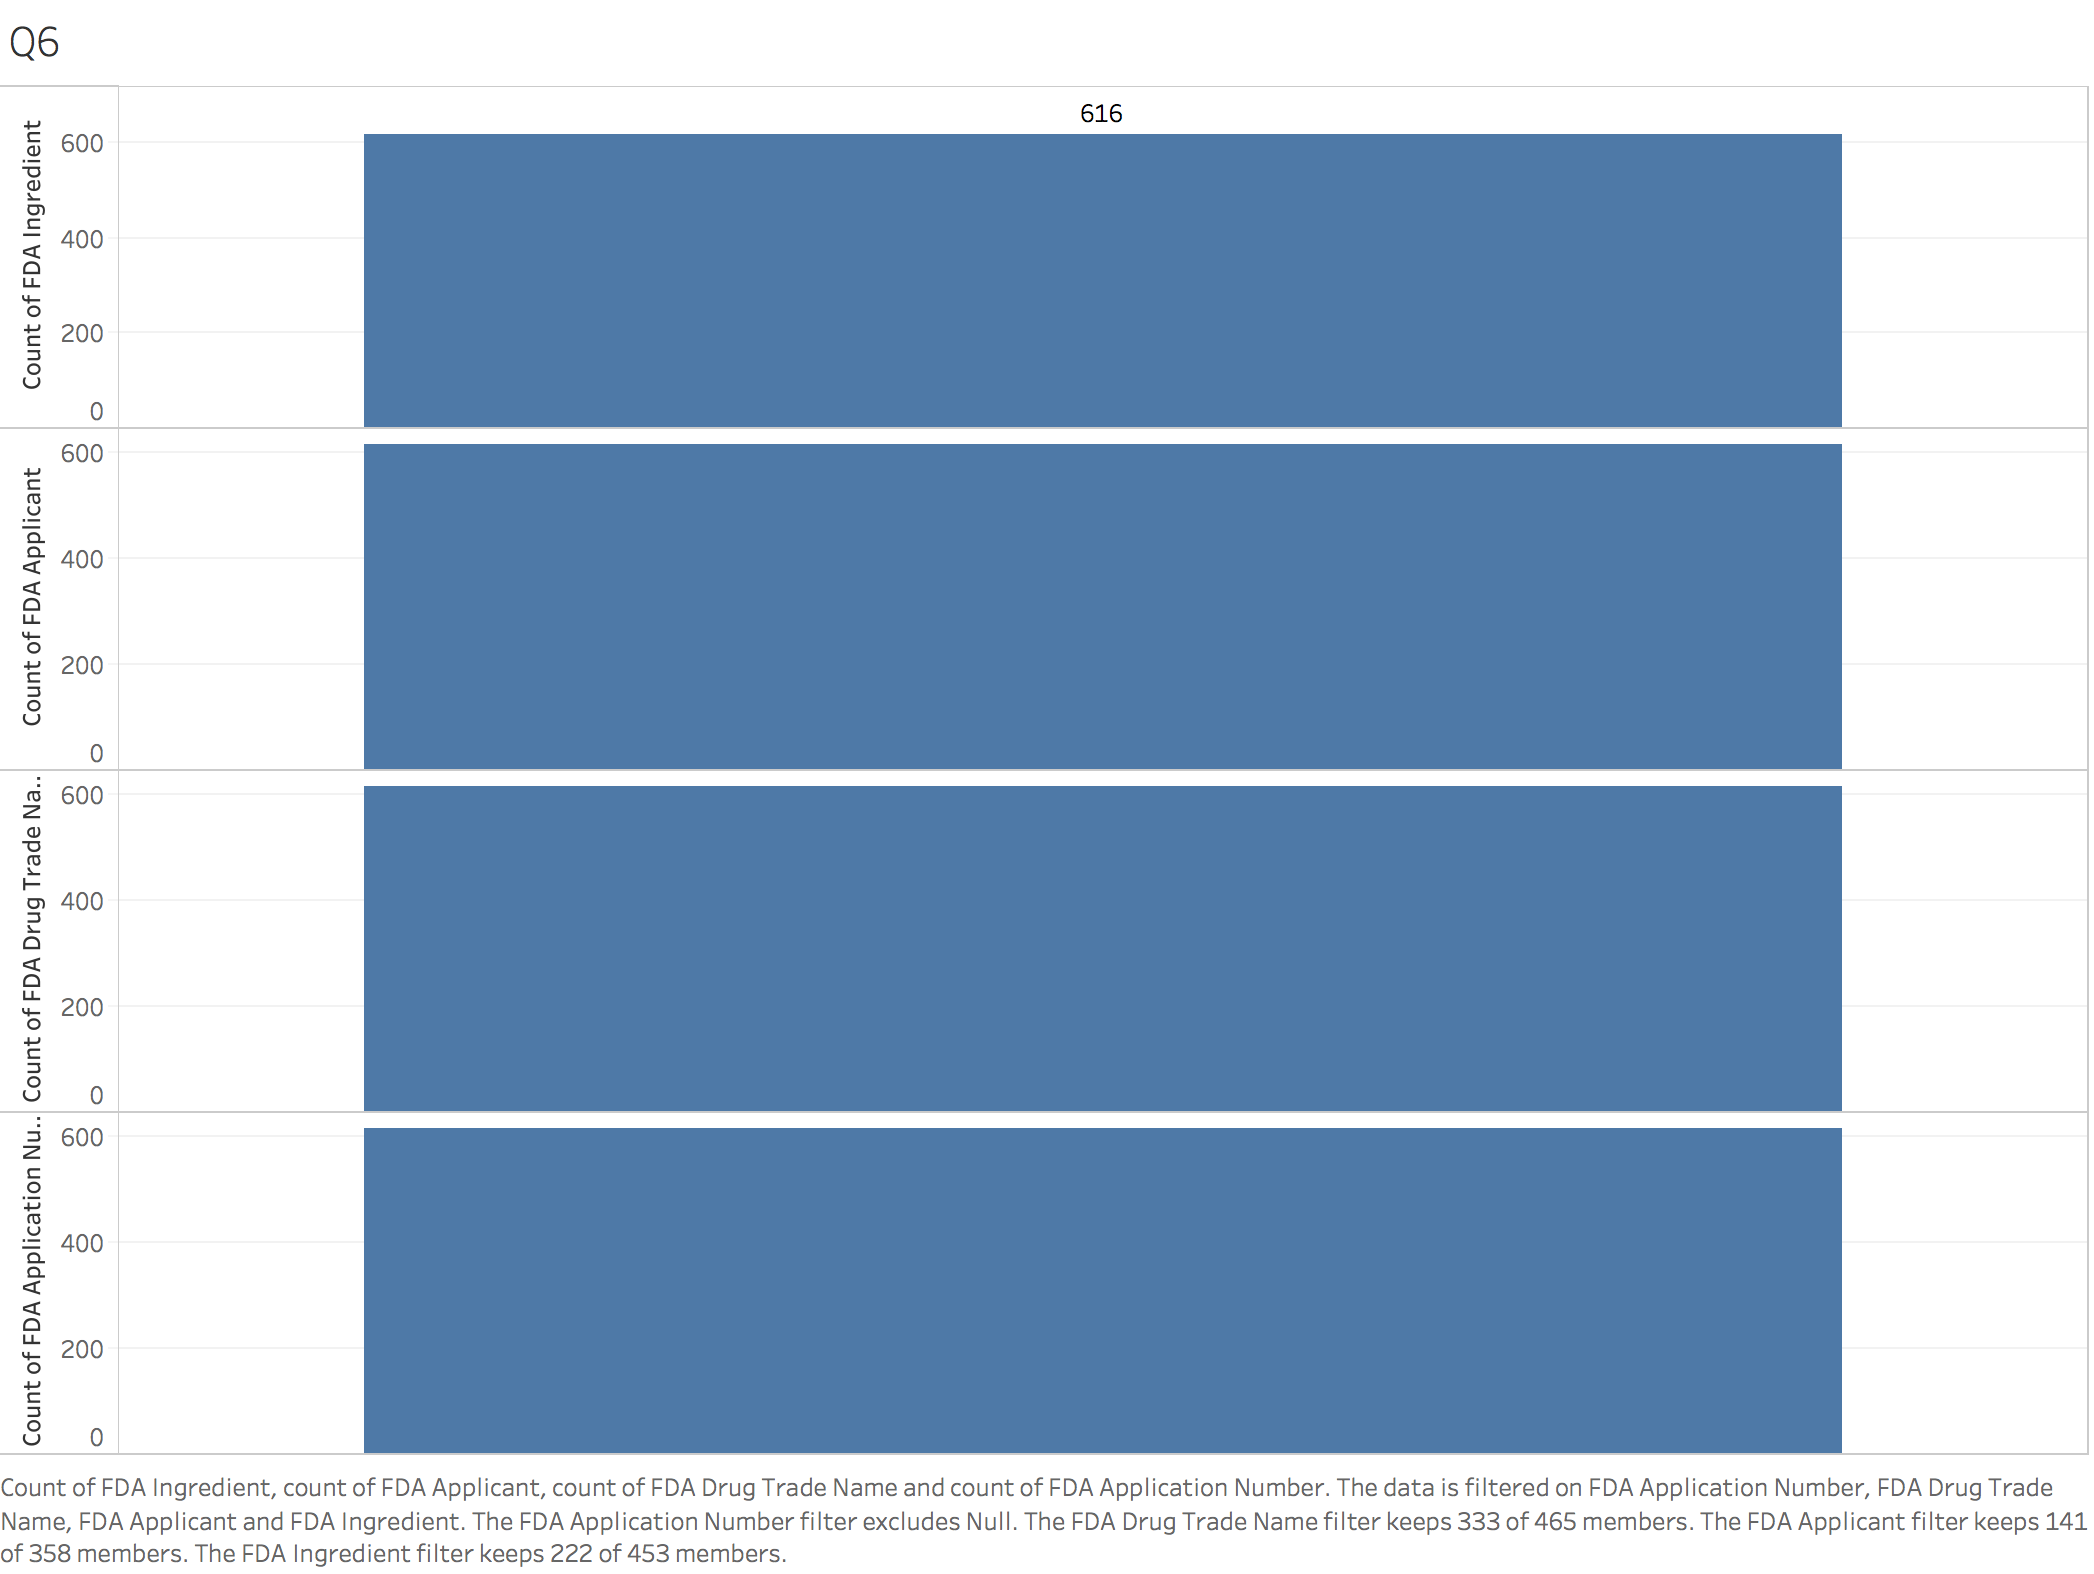 Q6
616
Count of FDA Ingredient
600
400
200
0
Count of FDA Applicant
600
400
200
0
Count of FDA Drug Trade Na..
600
400
200
0
Count of FDA Application Nu..
600
400
200
0
Count of FDA Ingredient, count of FDA Applicant, count of FDA Drug Trade Name and count of FDA Application Number. The data is filtered on FDA Application Number, FDA Drug Trade
Name, FDA Applicant and FDA Ingredient. The FDA Application Number filter excludes Null. The FDA Drug Trade Name filter keeps 333 of 465 members. The FDA Applicant filter keeps 141
of 358 members. The FDA Ingredient filter keeps 222 of 453 members.